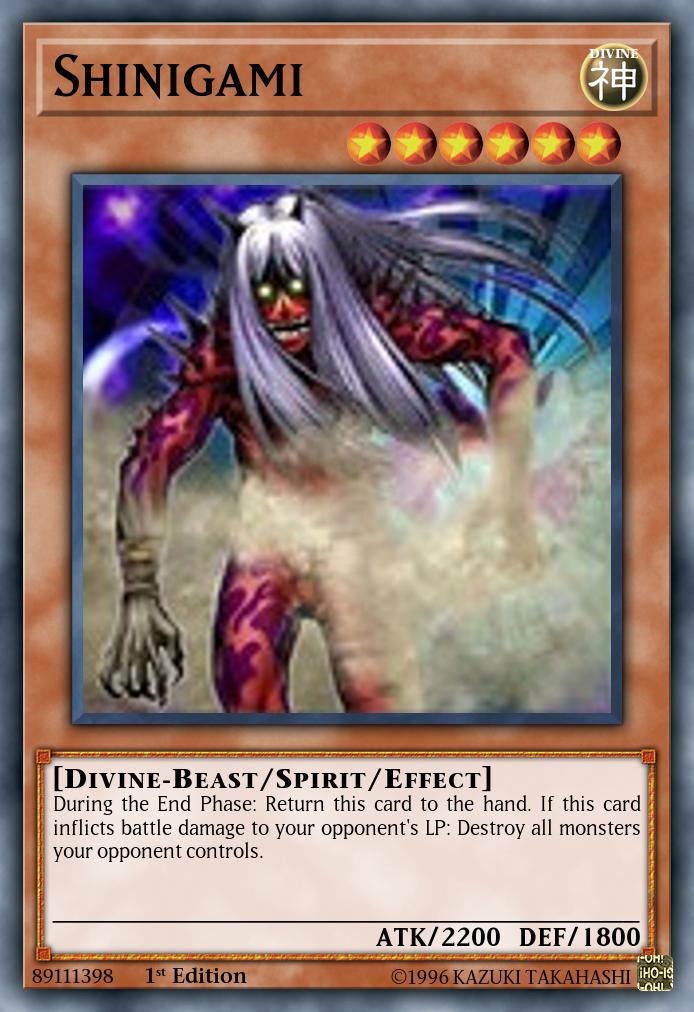 SHINIGAMI
DIVINE
神
[DIVINE-BEAST/SPIRIT/EFFECT]
During the End Phase: Return this card to the hand. If this card
inflicts battle damage to your opponent's LP: Destroy all monsters
your opponent controls.
ATK/2200 DEF/1800
89111398 1st Edition ©1996 KAZUKI TAKAHASHI